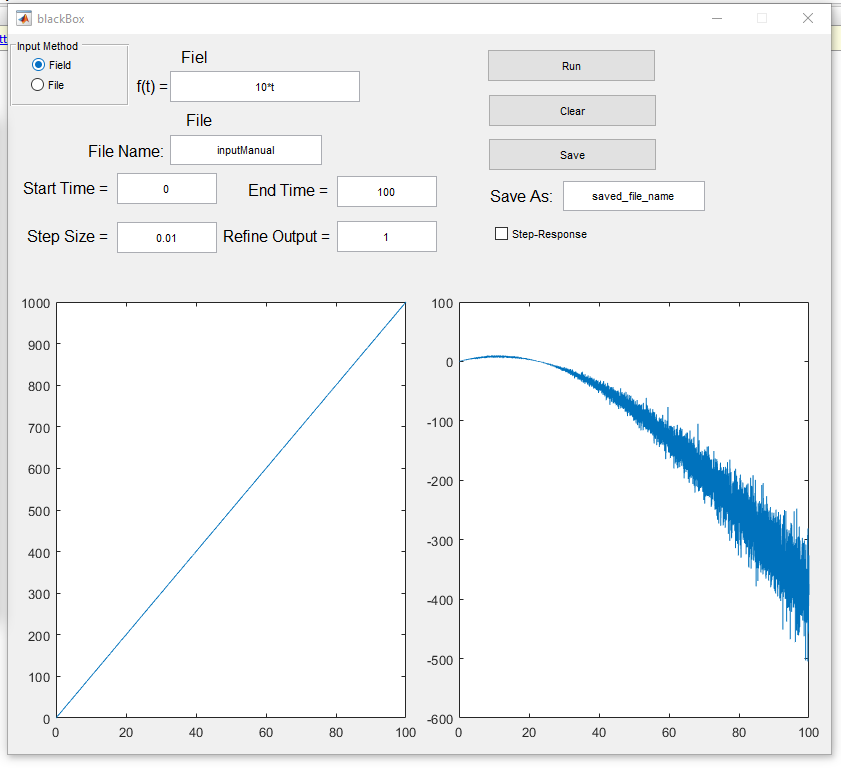 blackBox
tt
Input Method
Field
File
Fiel
f(t) =
10*t
File
File Name:
inputManual
Start Time =
0
End Time =
100
Step Size =
0.01
Refine Output =
1
Run
Clear
Save
Save As:
saved_file_name
Step-Response
1000
900
800
700
600
500
400
300
200
100
0
0 20 40 60 80 100
100
0
-100
-200
-300
-400
-500
-600
0 20 40 60 80 100